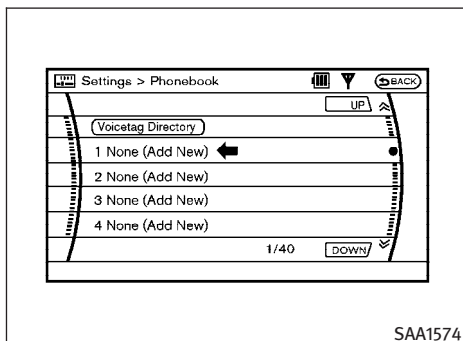 Settings > Phonebook
BACK
UP
Voicetag Directory
1 None (Add New)
2 None (Add New)
3 None (Add New)
4 None (Add New)
1/40 DOWN
SAA1574